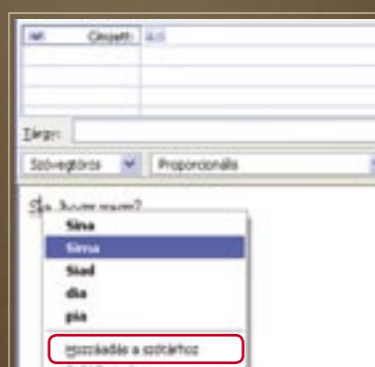 Címzett:
Tárgy:
Szövegtörzs Proporcionális
Sia, hogy vagy?
Sina
Sima
Siad
dia
pia
Hozzáadás a szótárhoz